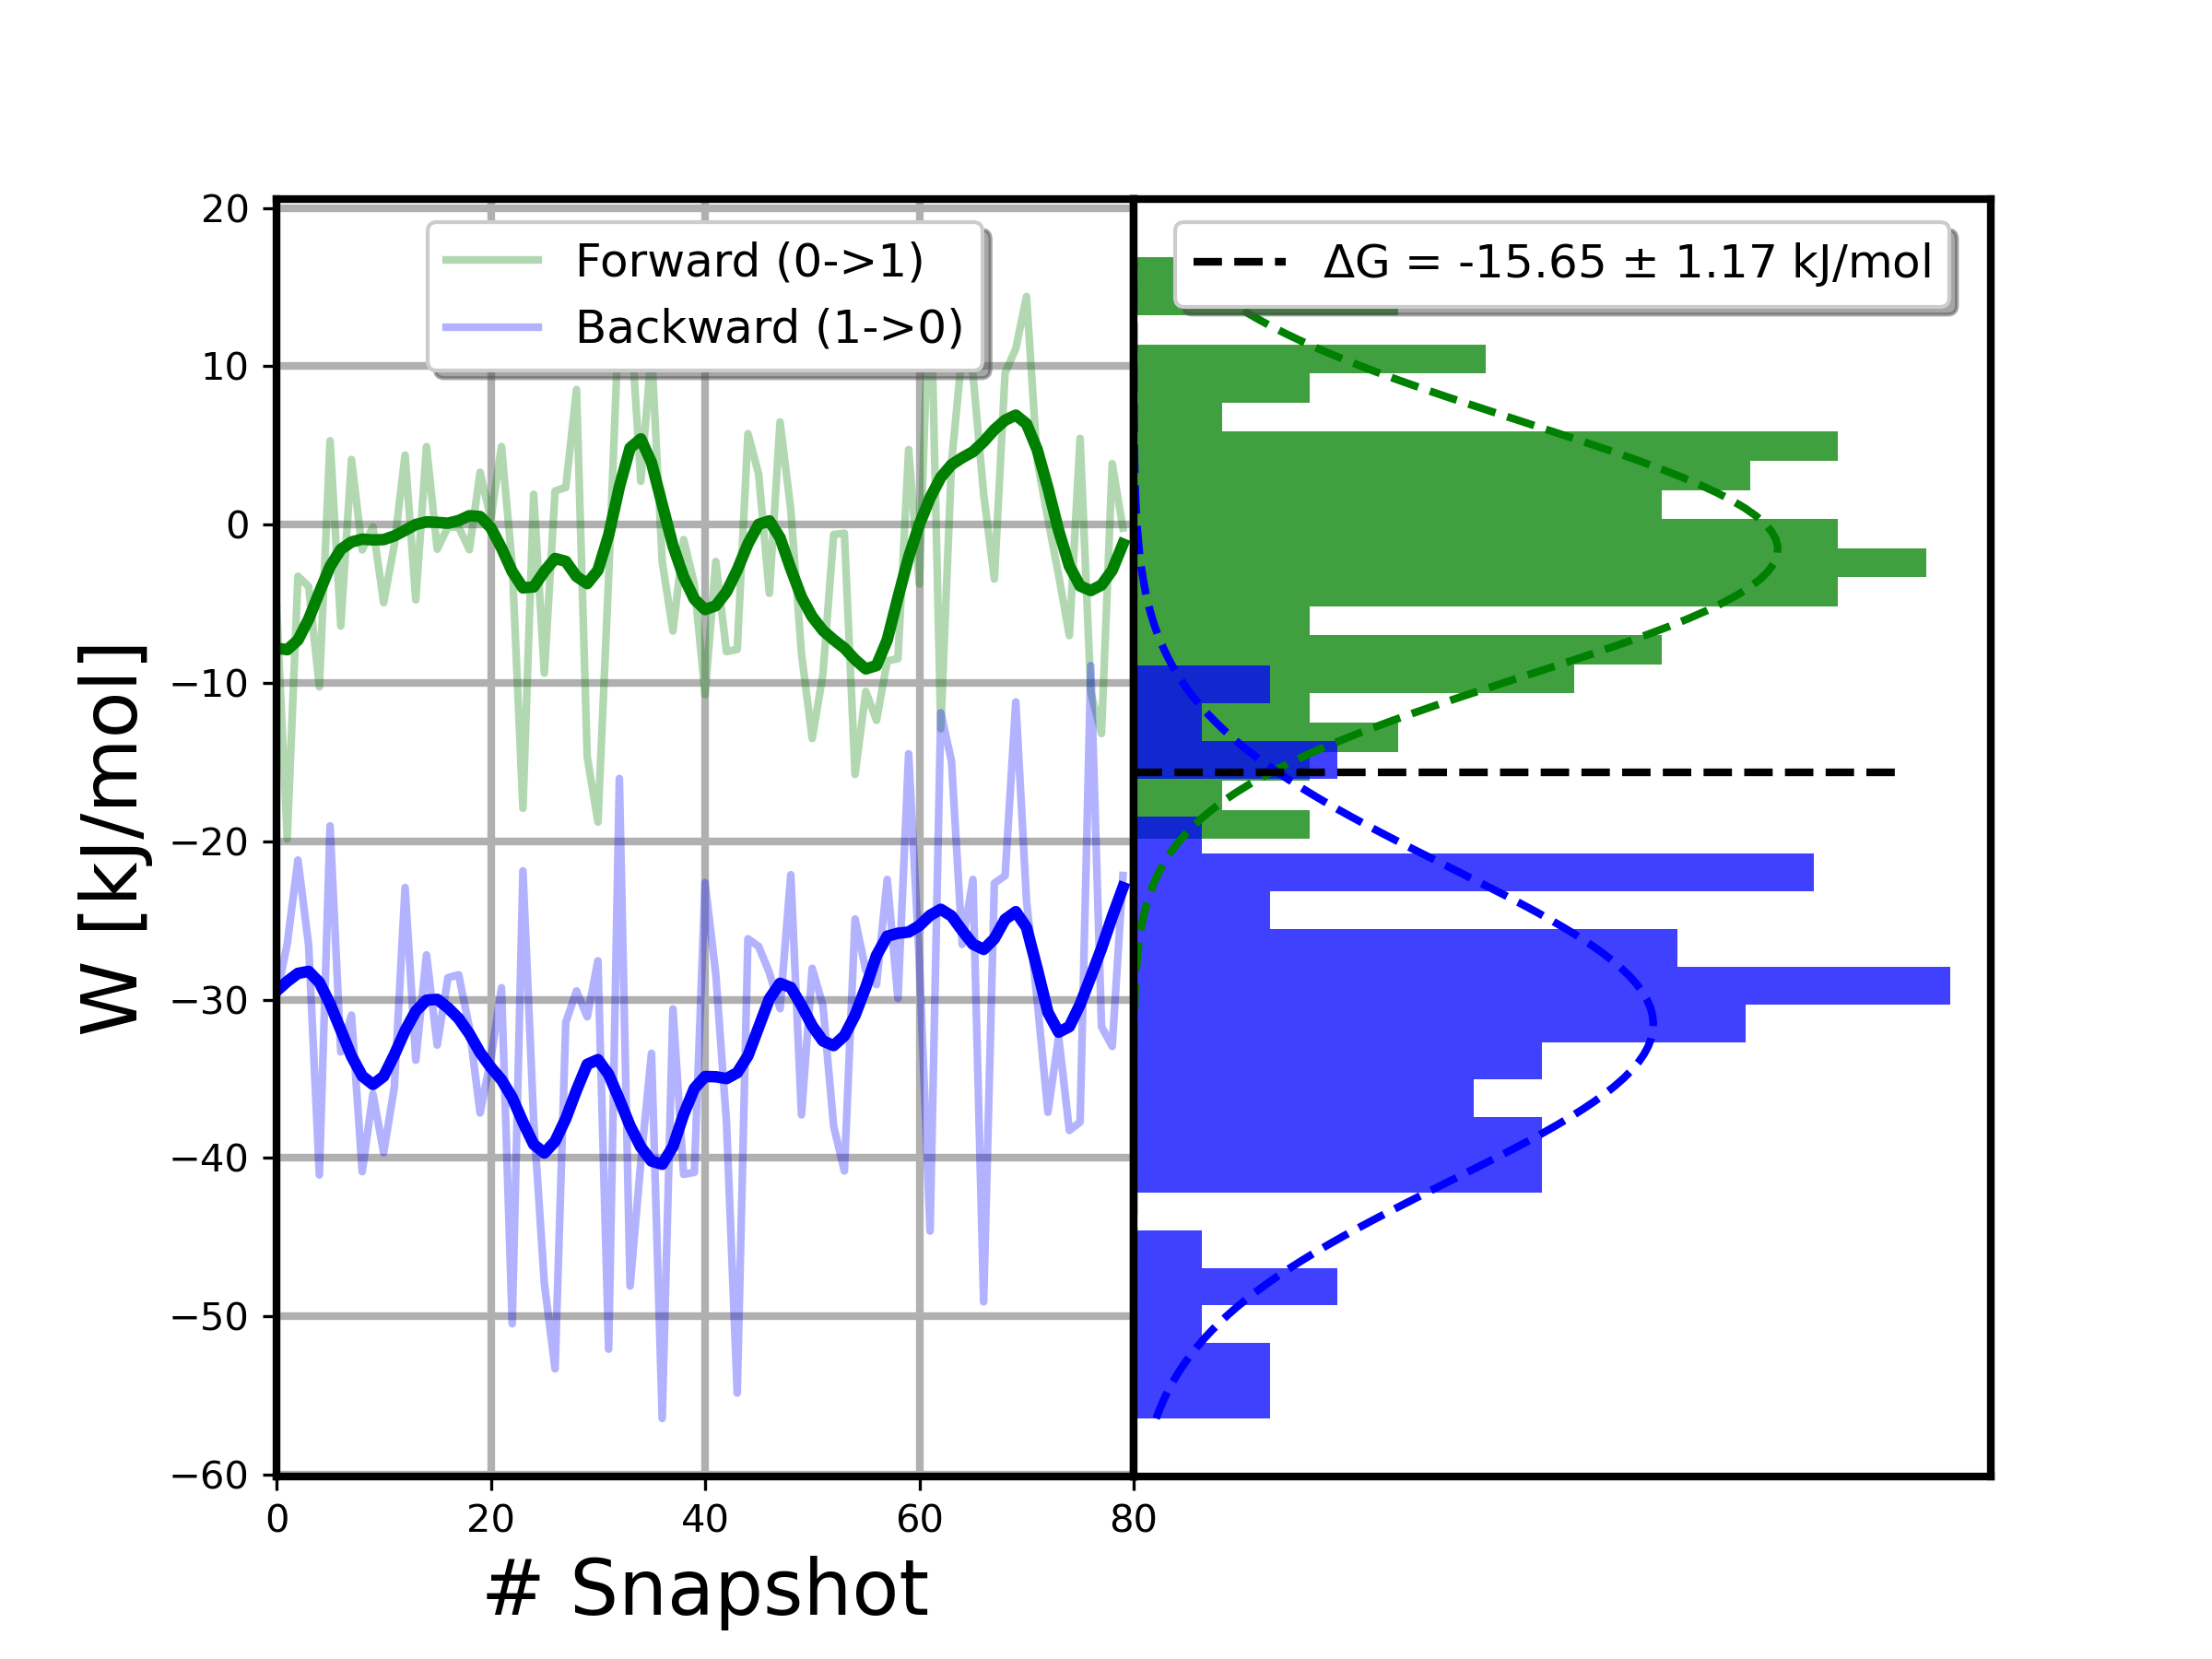 20
10
0
−10
−20
−30
−40
−50
−60
W [kJ/mol]
Forward (0->1)
Backward (1->0)
ΔG = -15.65 ± 1.17 kJ/mol
0 20 40 60 80
# Snapshot